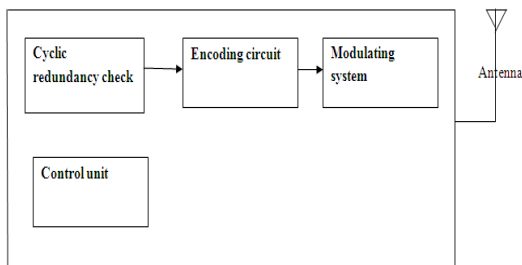 Cyclic
redundancy check
Encoding circuit
Modulating
system
Antenna
Control unit